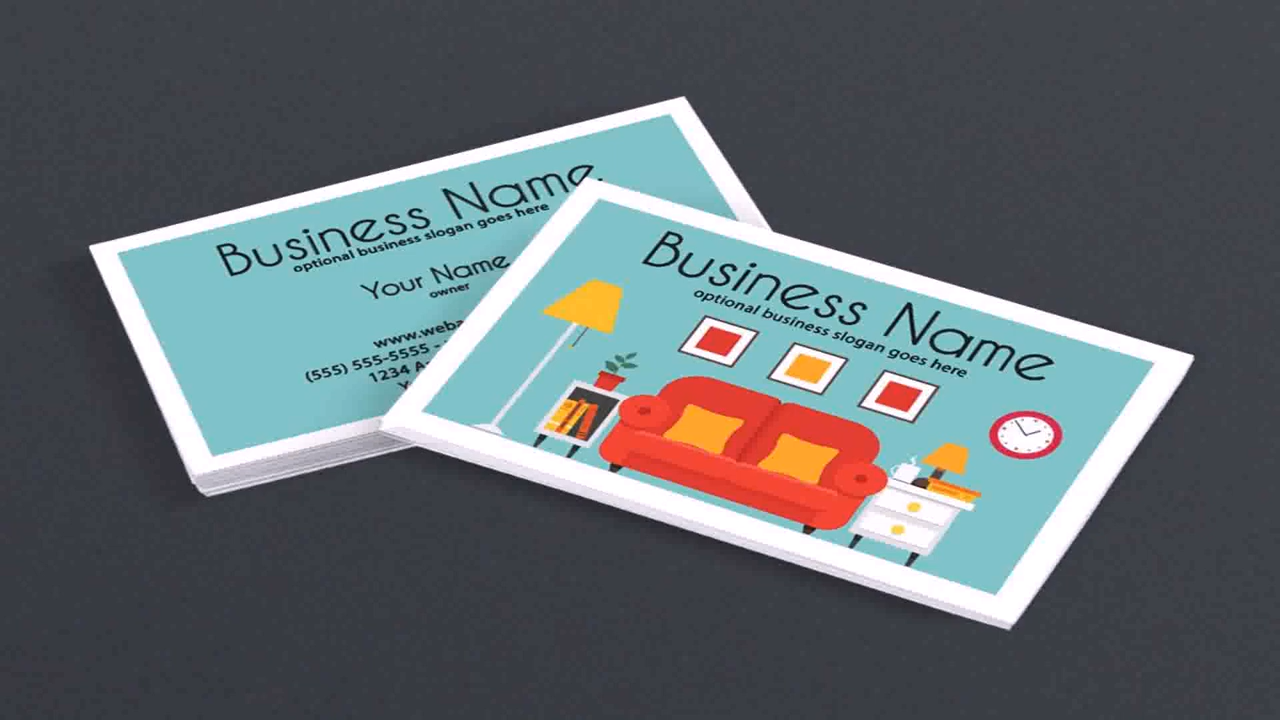 Business Name
optional business slogan goes here
Your Name
owner
(555) 555-5555
1234
Business Name
optional business slogan goes here